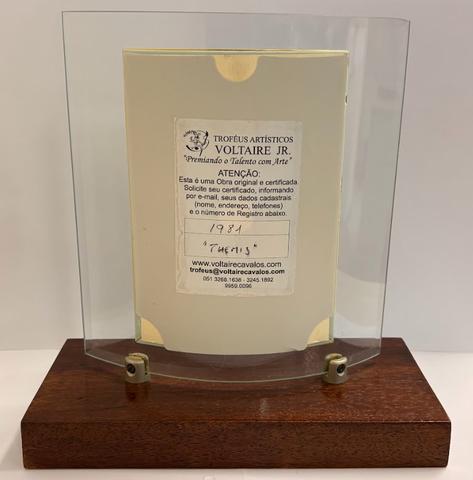 TROFÉUS ARTÍSTICOS
VOLTAIRE JR.
"Premiando o Talento com Arte"
ATENÇÃO:
Esta é uma Obra original e certificada.
Solicite seu certificado, informando
por e-mail, seus dados cadastrais
(nome, endereço, telefones)
e o número de Registro abaixo.
1981
"THEMIS"
www.voltairecavalos.com
trofeus@voltairecavalos.com
051 3268.1636 - 3245.1892
9959.0096